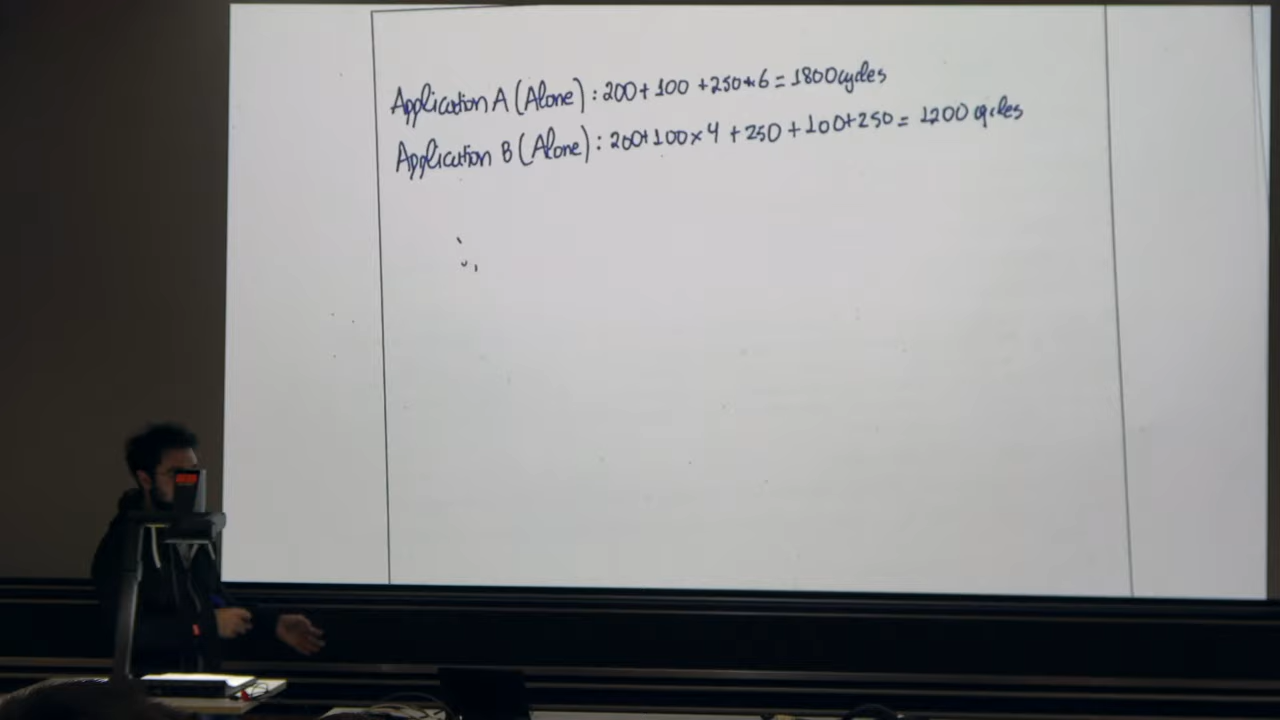 Application A (Alone) : 200 + 100 + 250 * 6 = 1800 cycles
Application B (Alone) : 200 + 100 × 4 + 250 + 100 + 250 = 1200 cycles